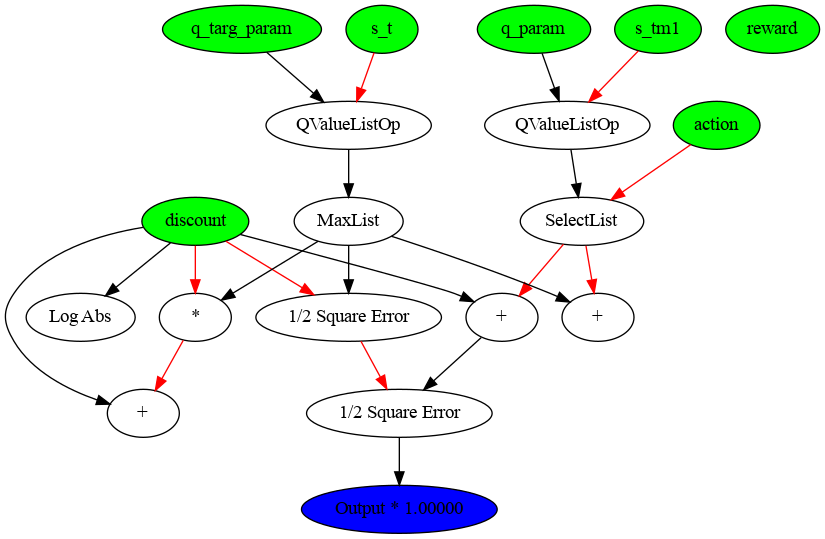 q_targ_param
s_t
q_param
s_tm1
reward
QValueListOp
QValueListOp
action
discount
MaxList
SelectList
Log Abs
*
1/2 Square Error
+
+
+
1/2 Square Error
Output * 1.00000